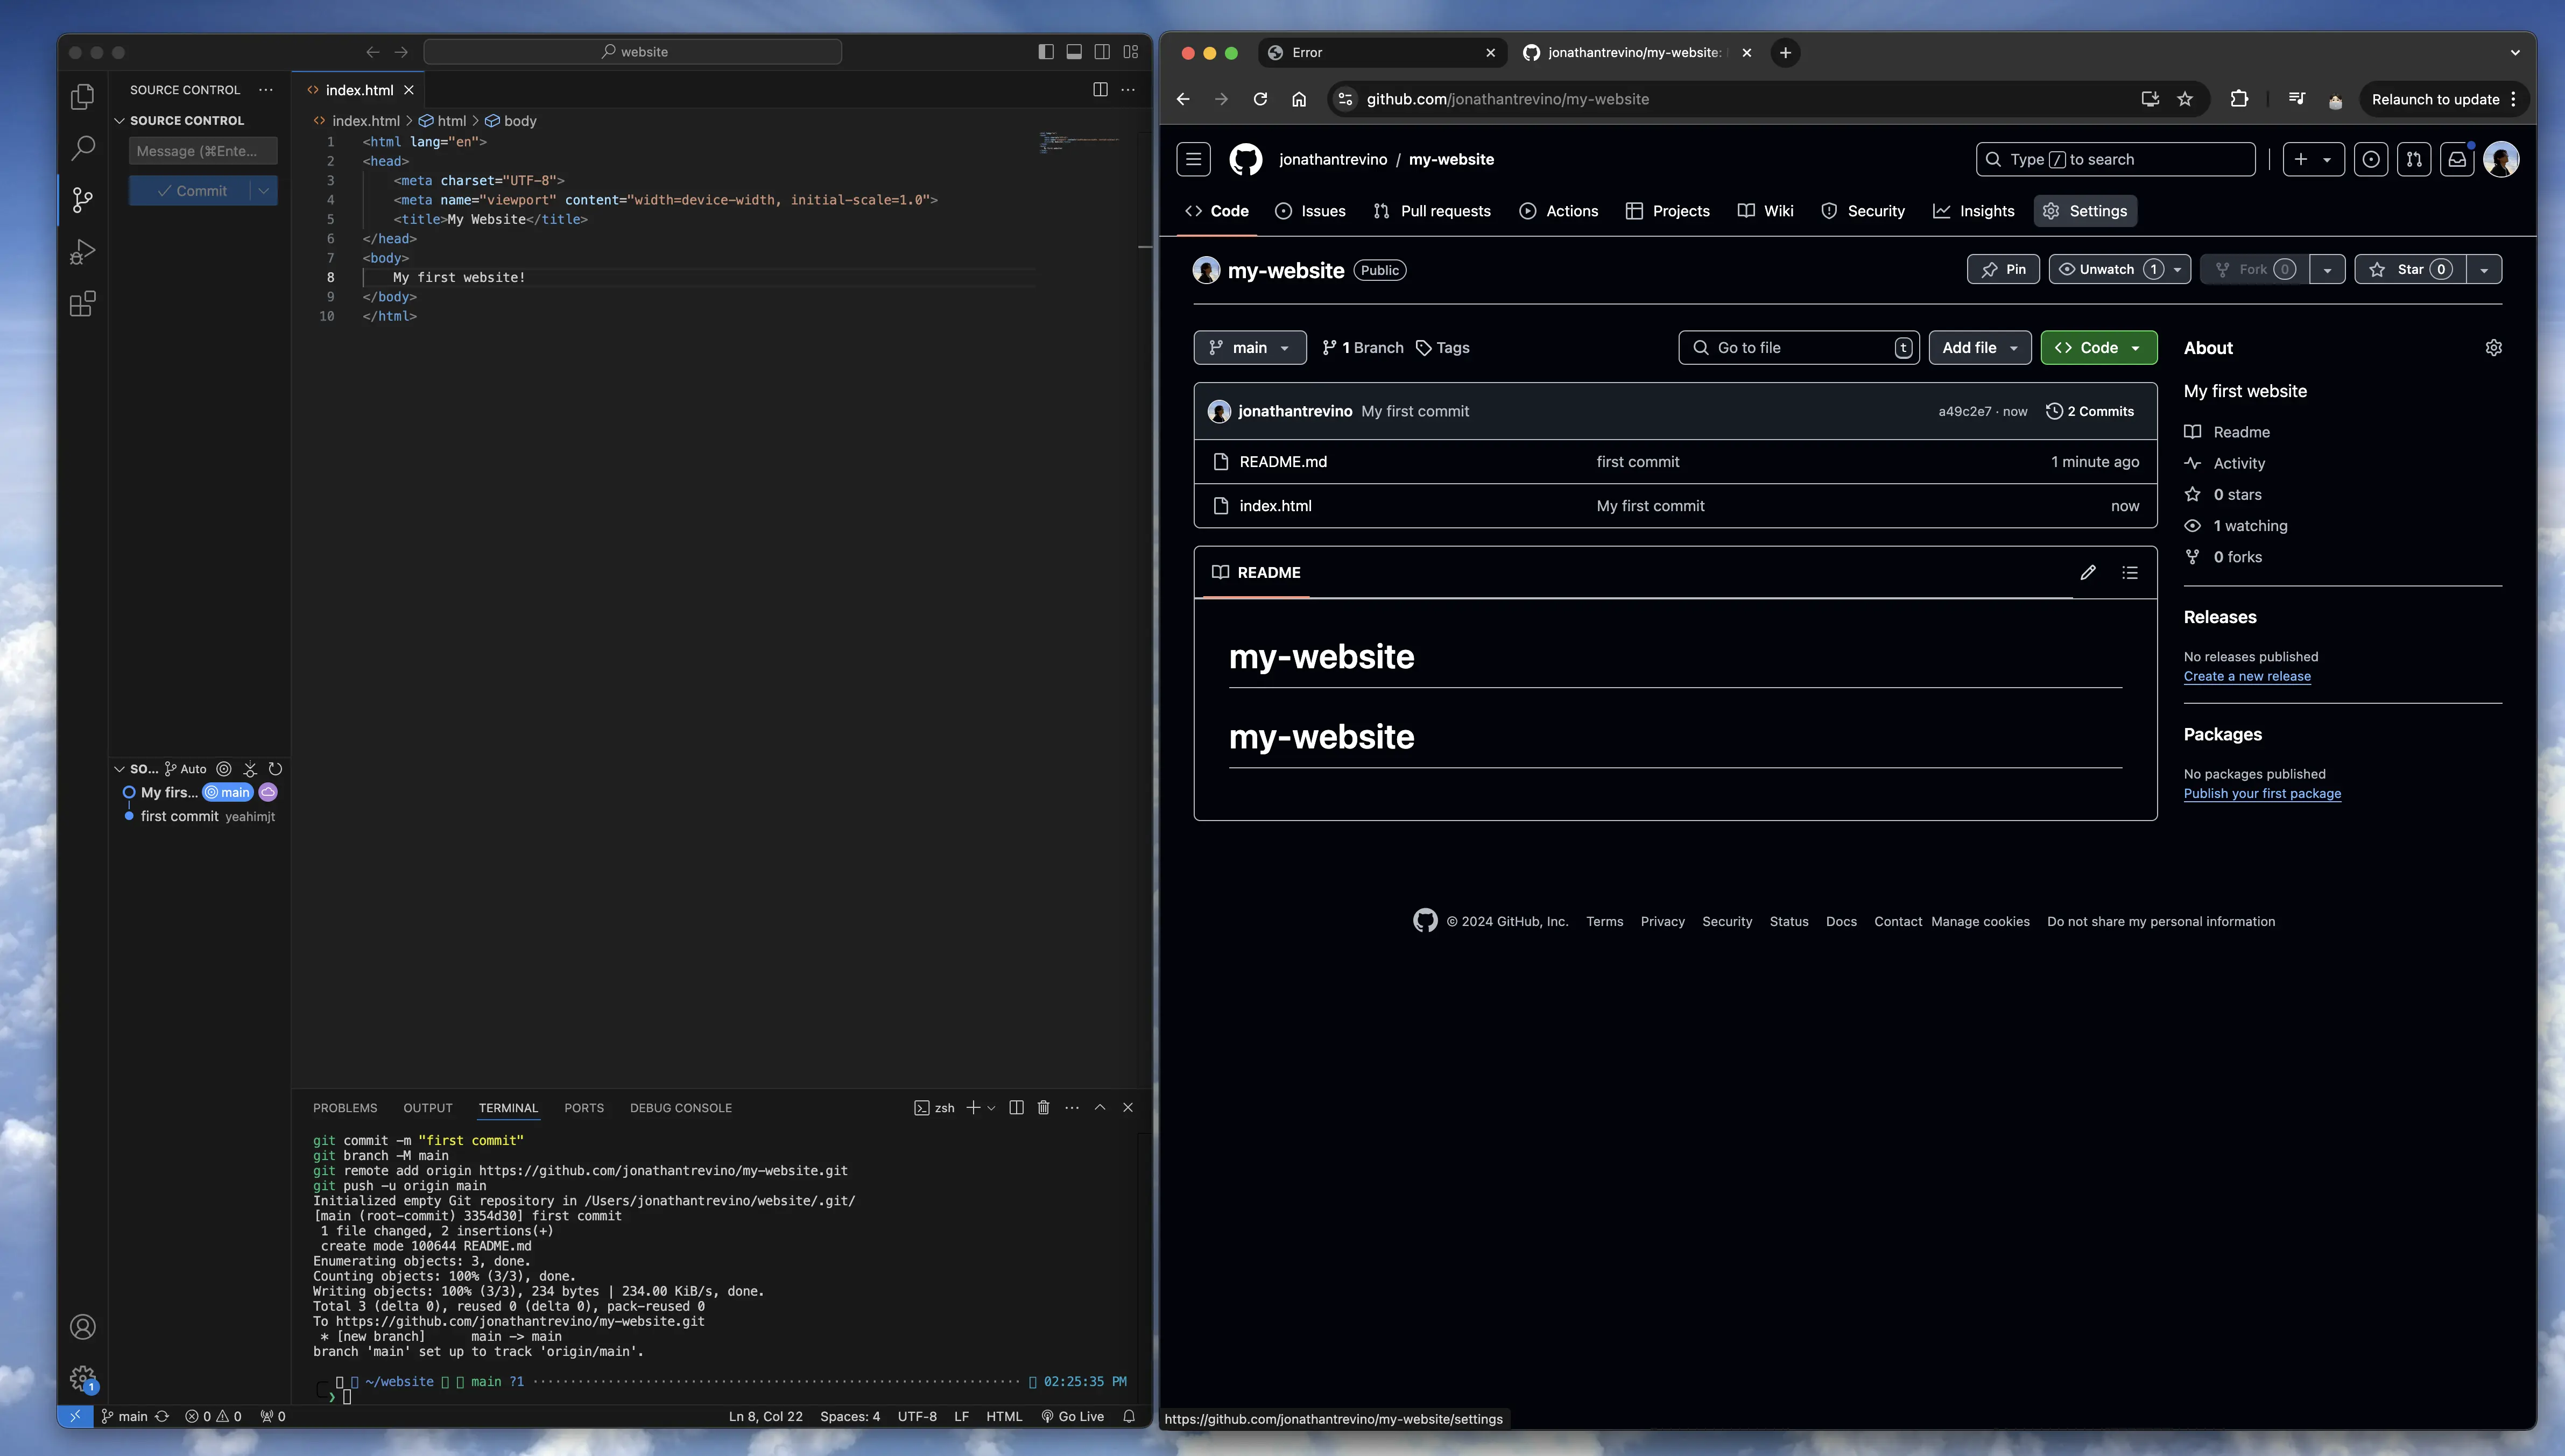 website
SOURCE CONTROL
SOURCE CONTROL
Message (⌘Ente...
Commit
SO... Auto
My firs... main
first commit yeahimjt
index.html
index.html > html > body
1 <html lang="en">
2 <head>
3 <meta charset="UTF-8">
4 <meta name="viewport" content="width=device-width, initial-scale=1.0">
5 <title>My Website</title>
6 </head>
7 <body>
8 My first website!
9 </body>
10 </html>
PROBLEMS OUTPUT TERMINAL PORTS DEBUG CONSOLE zsh
git commit -m "first commit"
git branch -M main
git remote add origin https://github.com/jonathantrevino/my-website.git
git push -u origin main
Initialized empty Git repository in /Users/jonathantrevino/website/.git/
[main (root-commit) 3354d30] first commit
1 file changed, 2 insertions(+)
create mode 100644 README.md
Enumerating objects: 3, done.
Counting objects: 100% (3/3), done.
Writing objects: 100% (3/3), 234 bytes | 234.00 KiB/s, done.
Total 3 (delta 0), reused 0 (delta 0), pack-reused 0
To https://github.com/jonathantrevino/my-website.git
* [new branch] main -> main
branch 'main' set up to track 'origin/main'.
~/website main ?1 02:25:35 PM
1
main 0 0 0 Ln 8, Col 22 Spaces: 4 UTF-8 LF HTML Go Live
Error jonathantrevino/my-website:
github.com/jonathantrevino/my-website Relaunch to update
jonathantrevino / my-website Type / to search
Code Issues Pull requests Actions Projects Wiki Security Insights Settings
my-website Public Pin Unwatch 1 Fork 0 Star 0
main 1 Branch Tags Go to file t Add file Code
jonathantrevino My first commit a49c2e7 · now 2 Commits
README.md first commit 1 minute ago
index.html My first commit now
README
my-website
my-website
About
My first website
Readme
Activity
0 stars
1 watching
0 forks
Releases
No releases published
Create a new release
Packages
No packages published
Publish your first package
© 2024 GitHub, Inc. Terms Privacy Security Status Docs Contact Manage cookies Do not share my personal information
https://github.com/jonathantrevino/my-website/settings